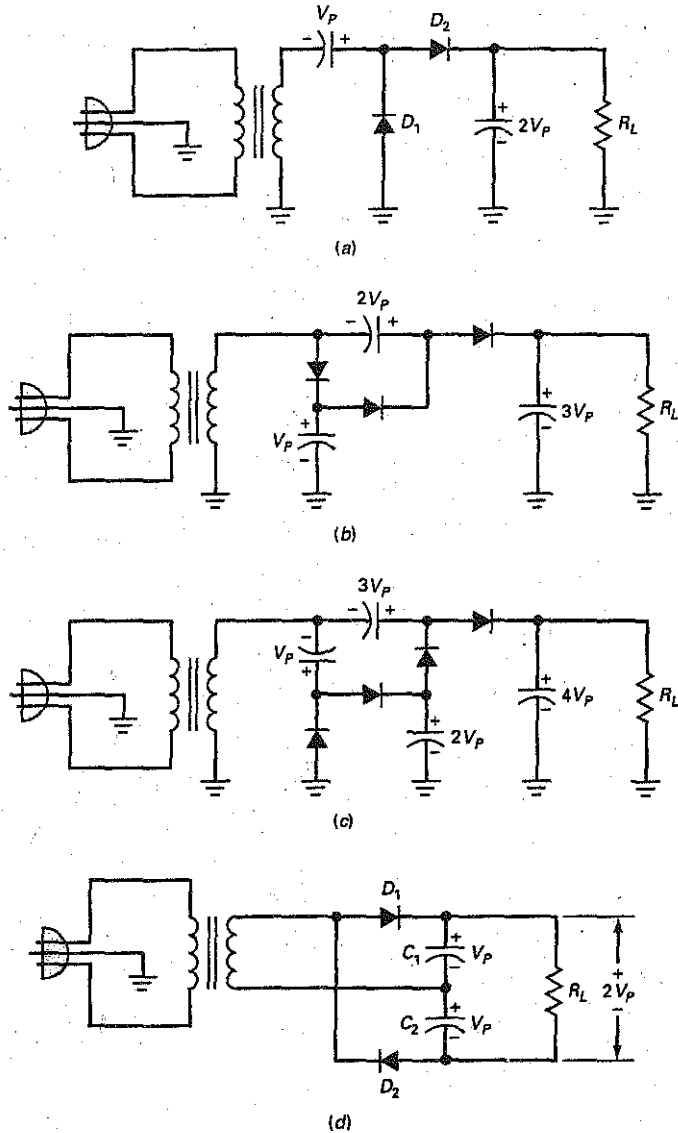 V_P
D_2
- +
D_1
+
2V_P
-
R_L
(a)
2V_P
- +
+
V_P
-
+
3V_P
-
R_L
(b)
3V_P
- +
-
V_P
+
+
2V_P
-
+
4V_P
-
R_L
(c)
D_1
+
C_1 V_P
-
+
C_2 V_P
-
R_L
+
2V_P
-
D_2
(d)